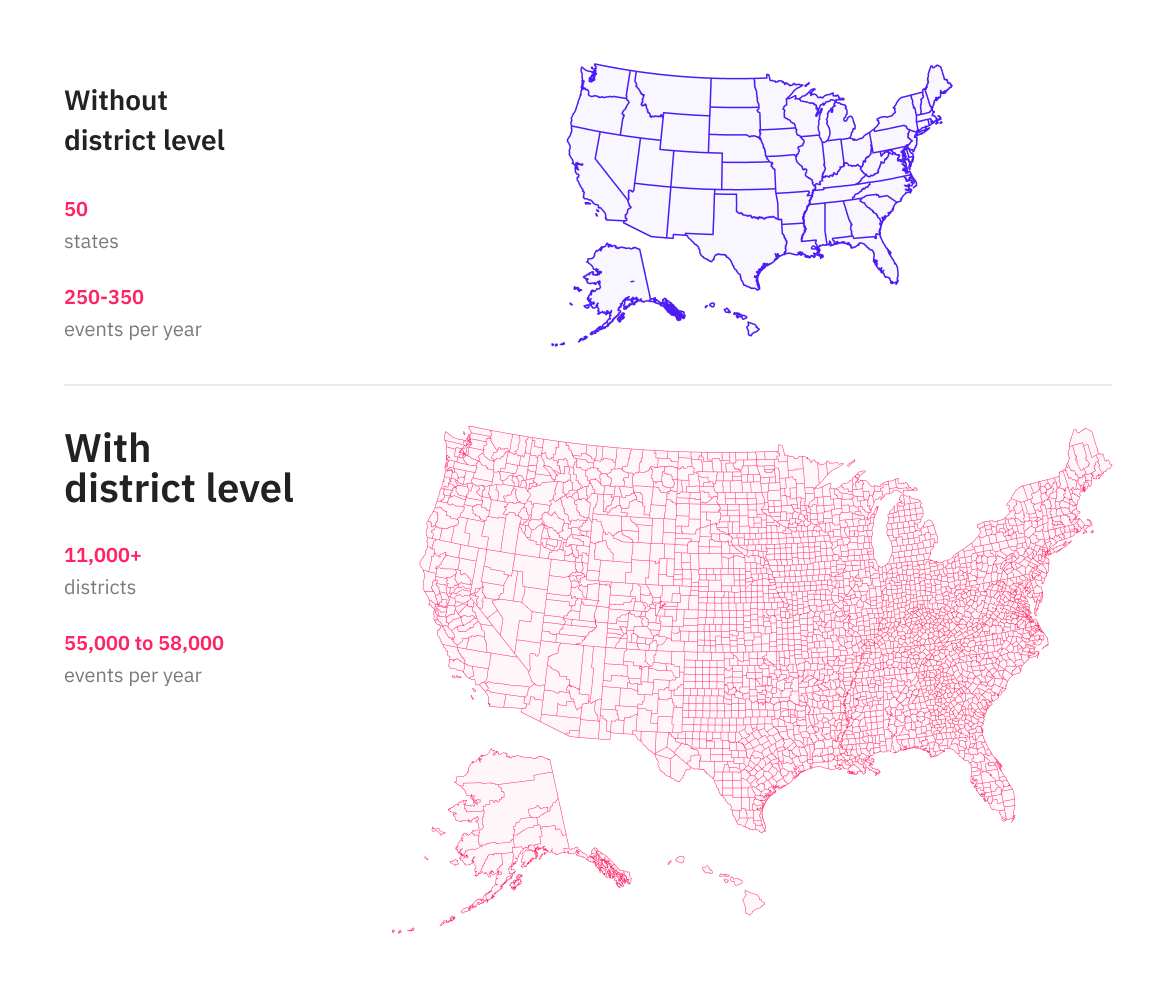 Without
district level
50
states
250-350
events per year
With
district level
11,000+
districts
55,000 to 58,000
events per year